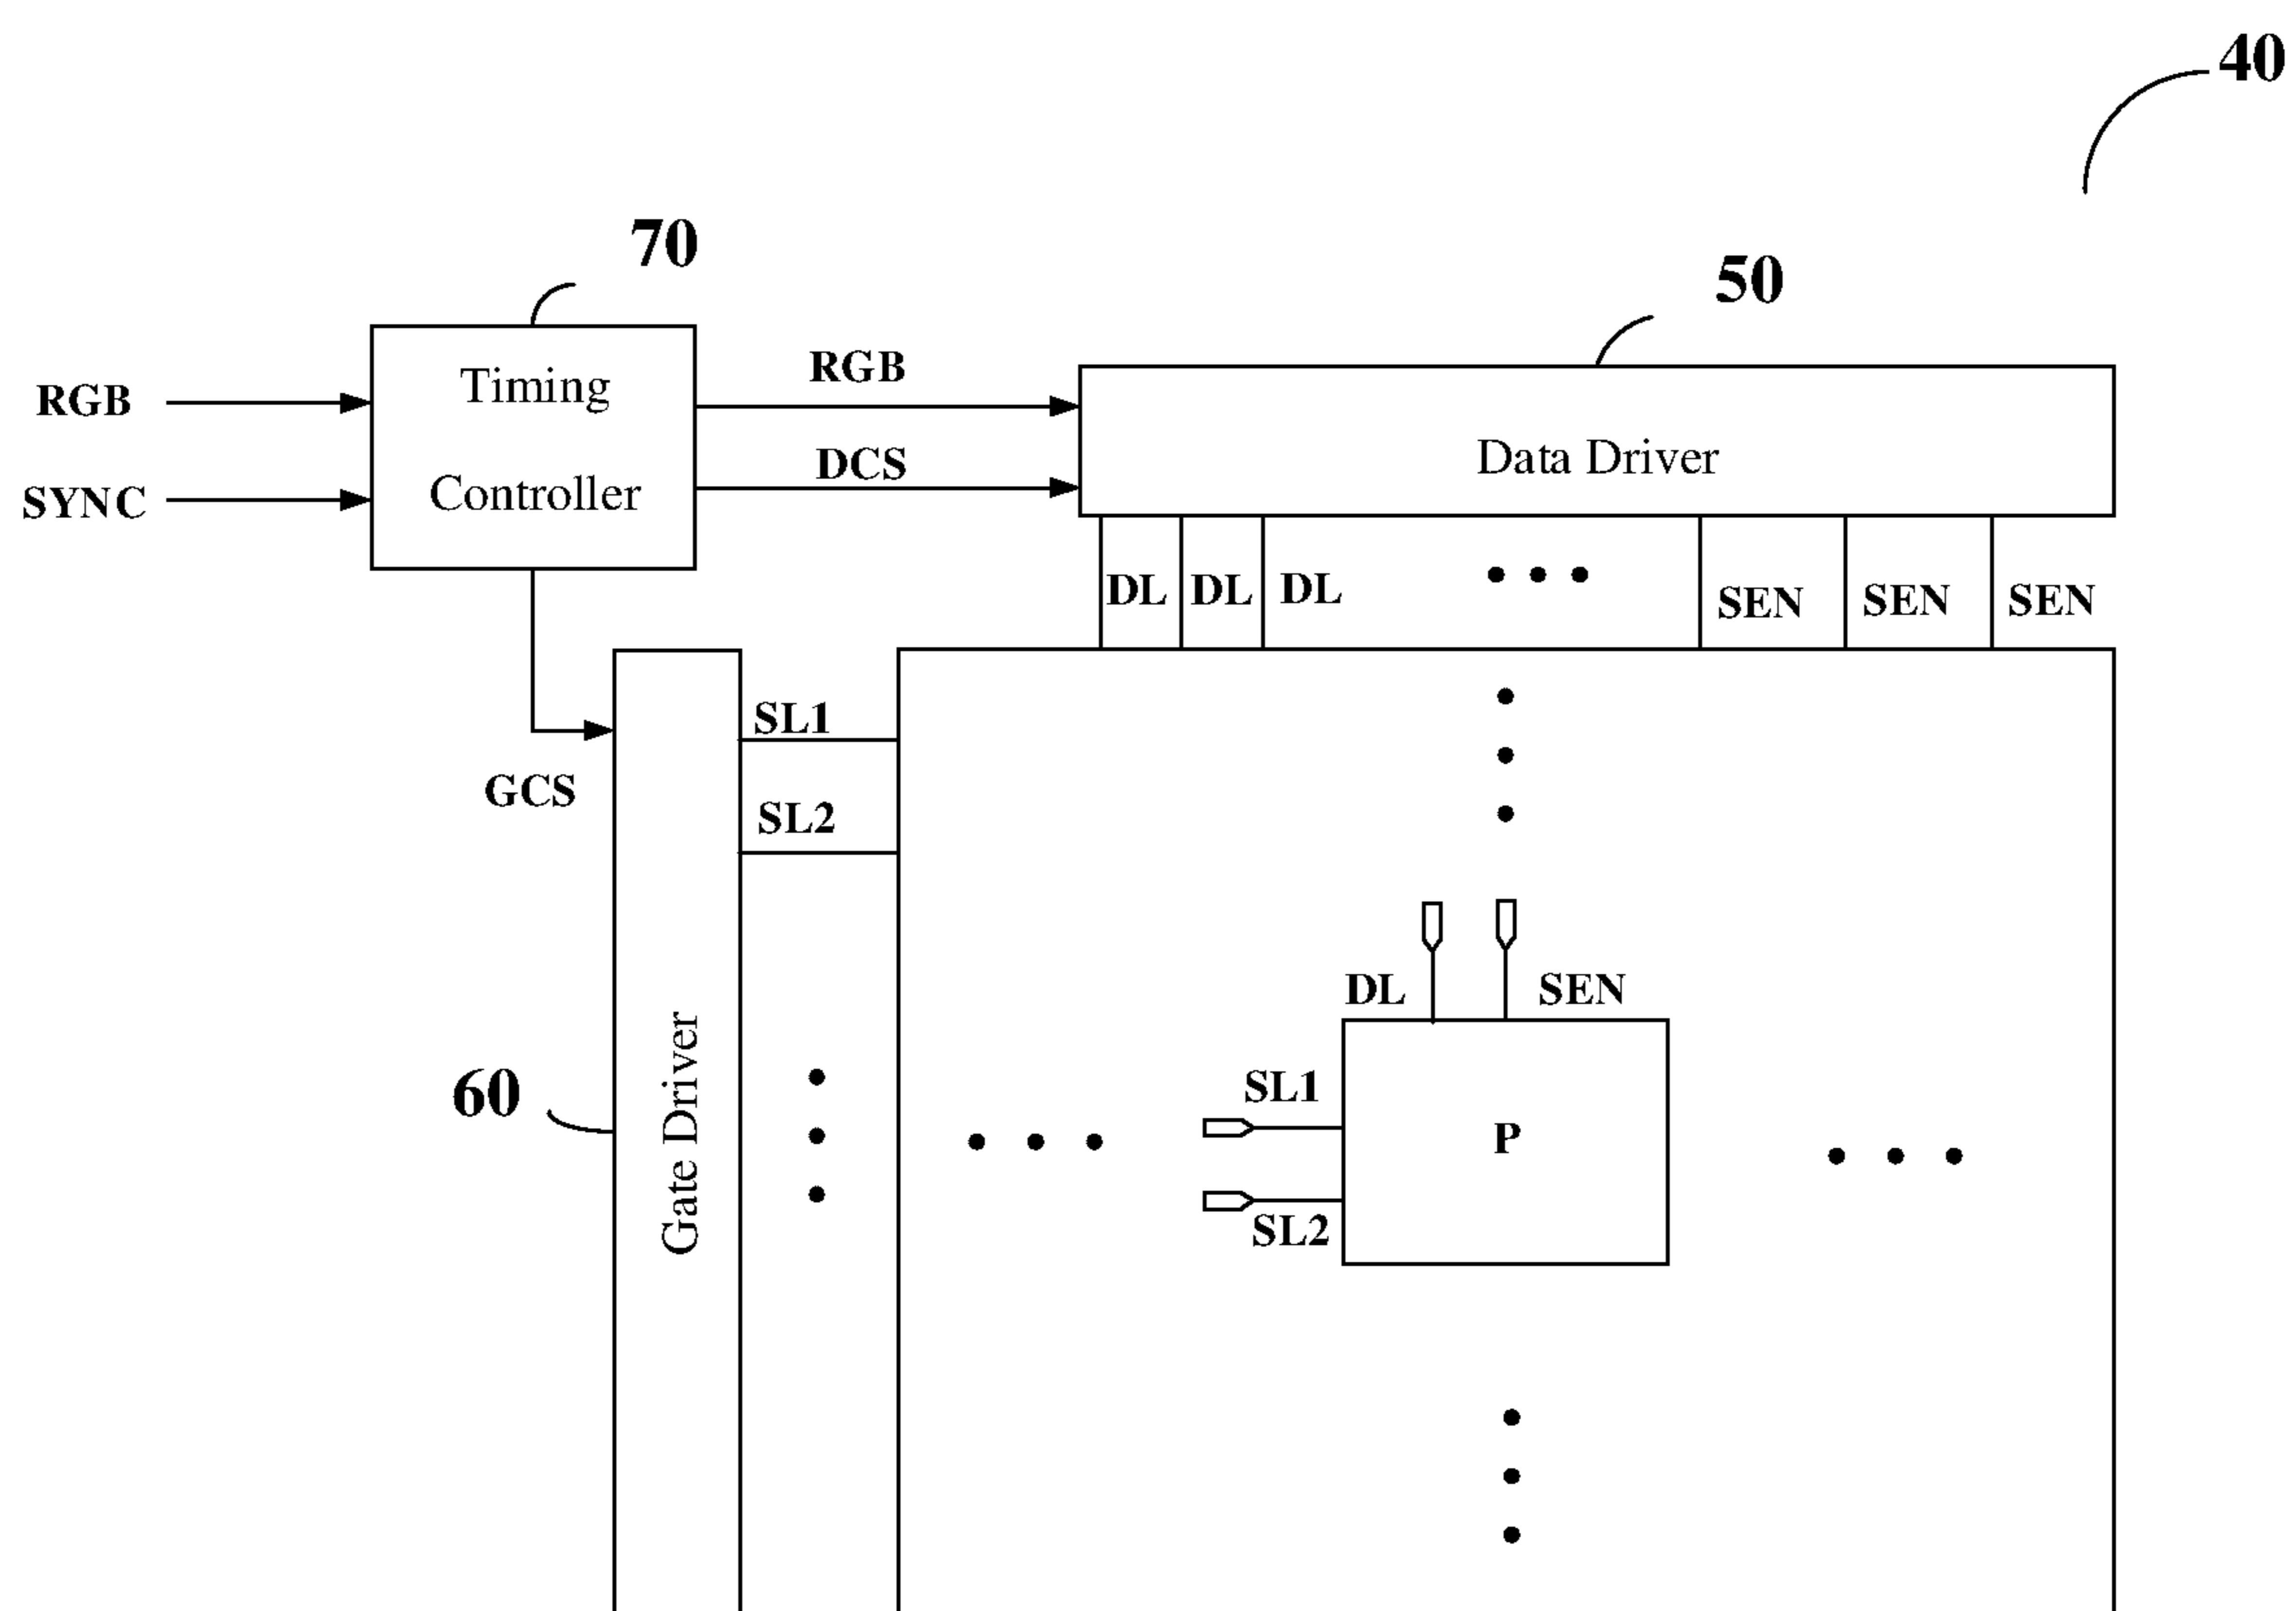 40
70
50
RGB
SYNC
Timing
Controller
RGB
DCS
Data Driver
DL DL DL SEN SEN SEN
GCS
SL1
SL2
60
Gate Driver
DL SEN
SL1
SL2
P